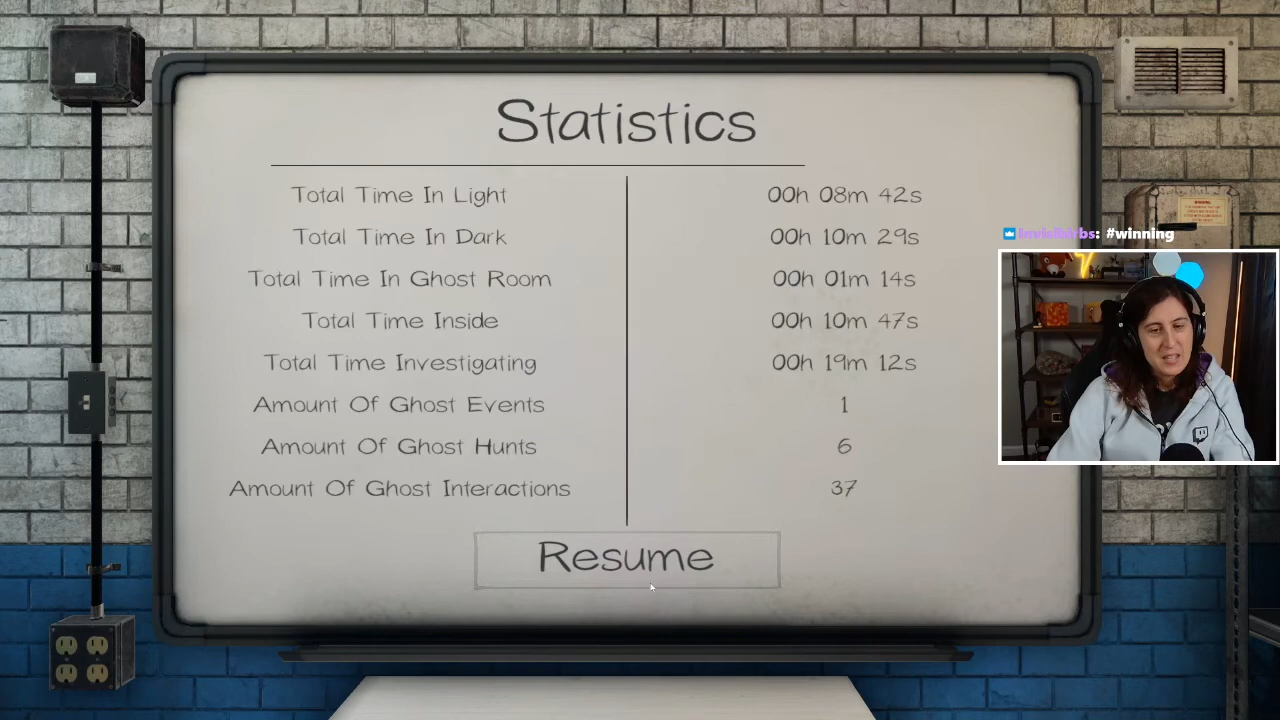 Statistics
Total Time In Light 00h 08m 42s
Total Time In Dark 00h 10m 29s
Total Time In Ghost Room 00h 01m 14s
Total Time Inside 00h 10m 47s
Total Time Investigating 00h 19m 12s
Amount Of Ghost Events 1
Amount Of Ghost Hunts 6
Amount Of Ghost Interactions 37
Resume
#winning